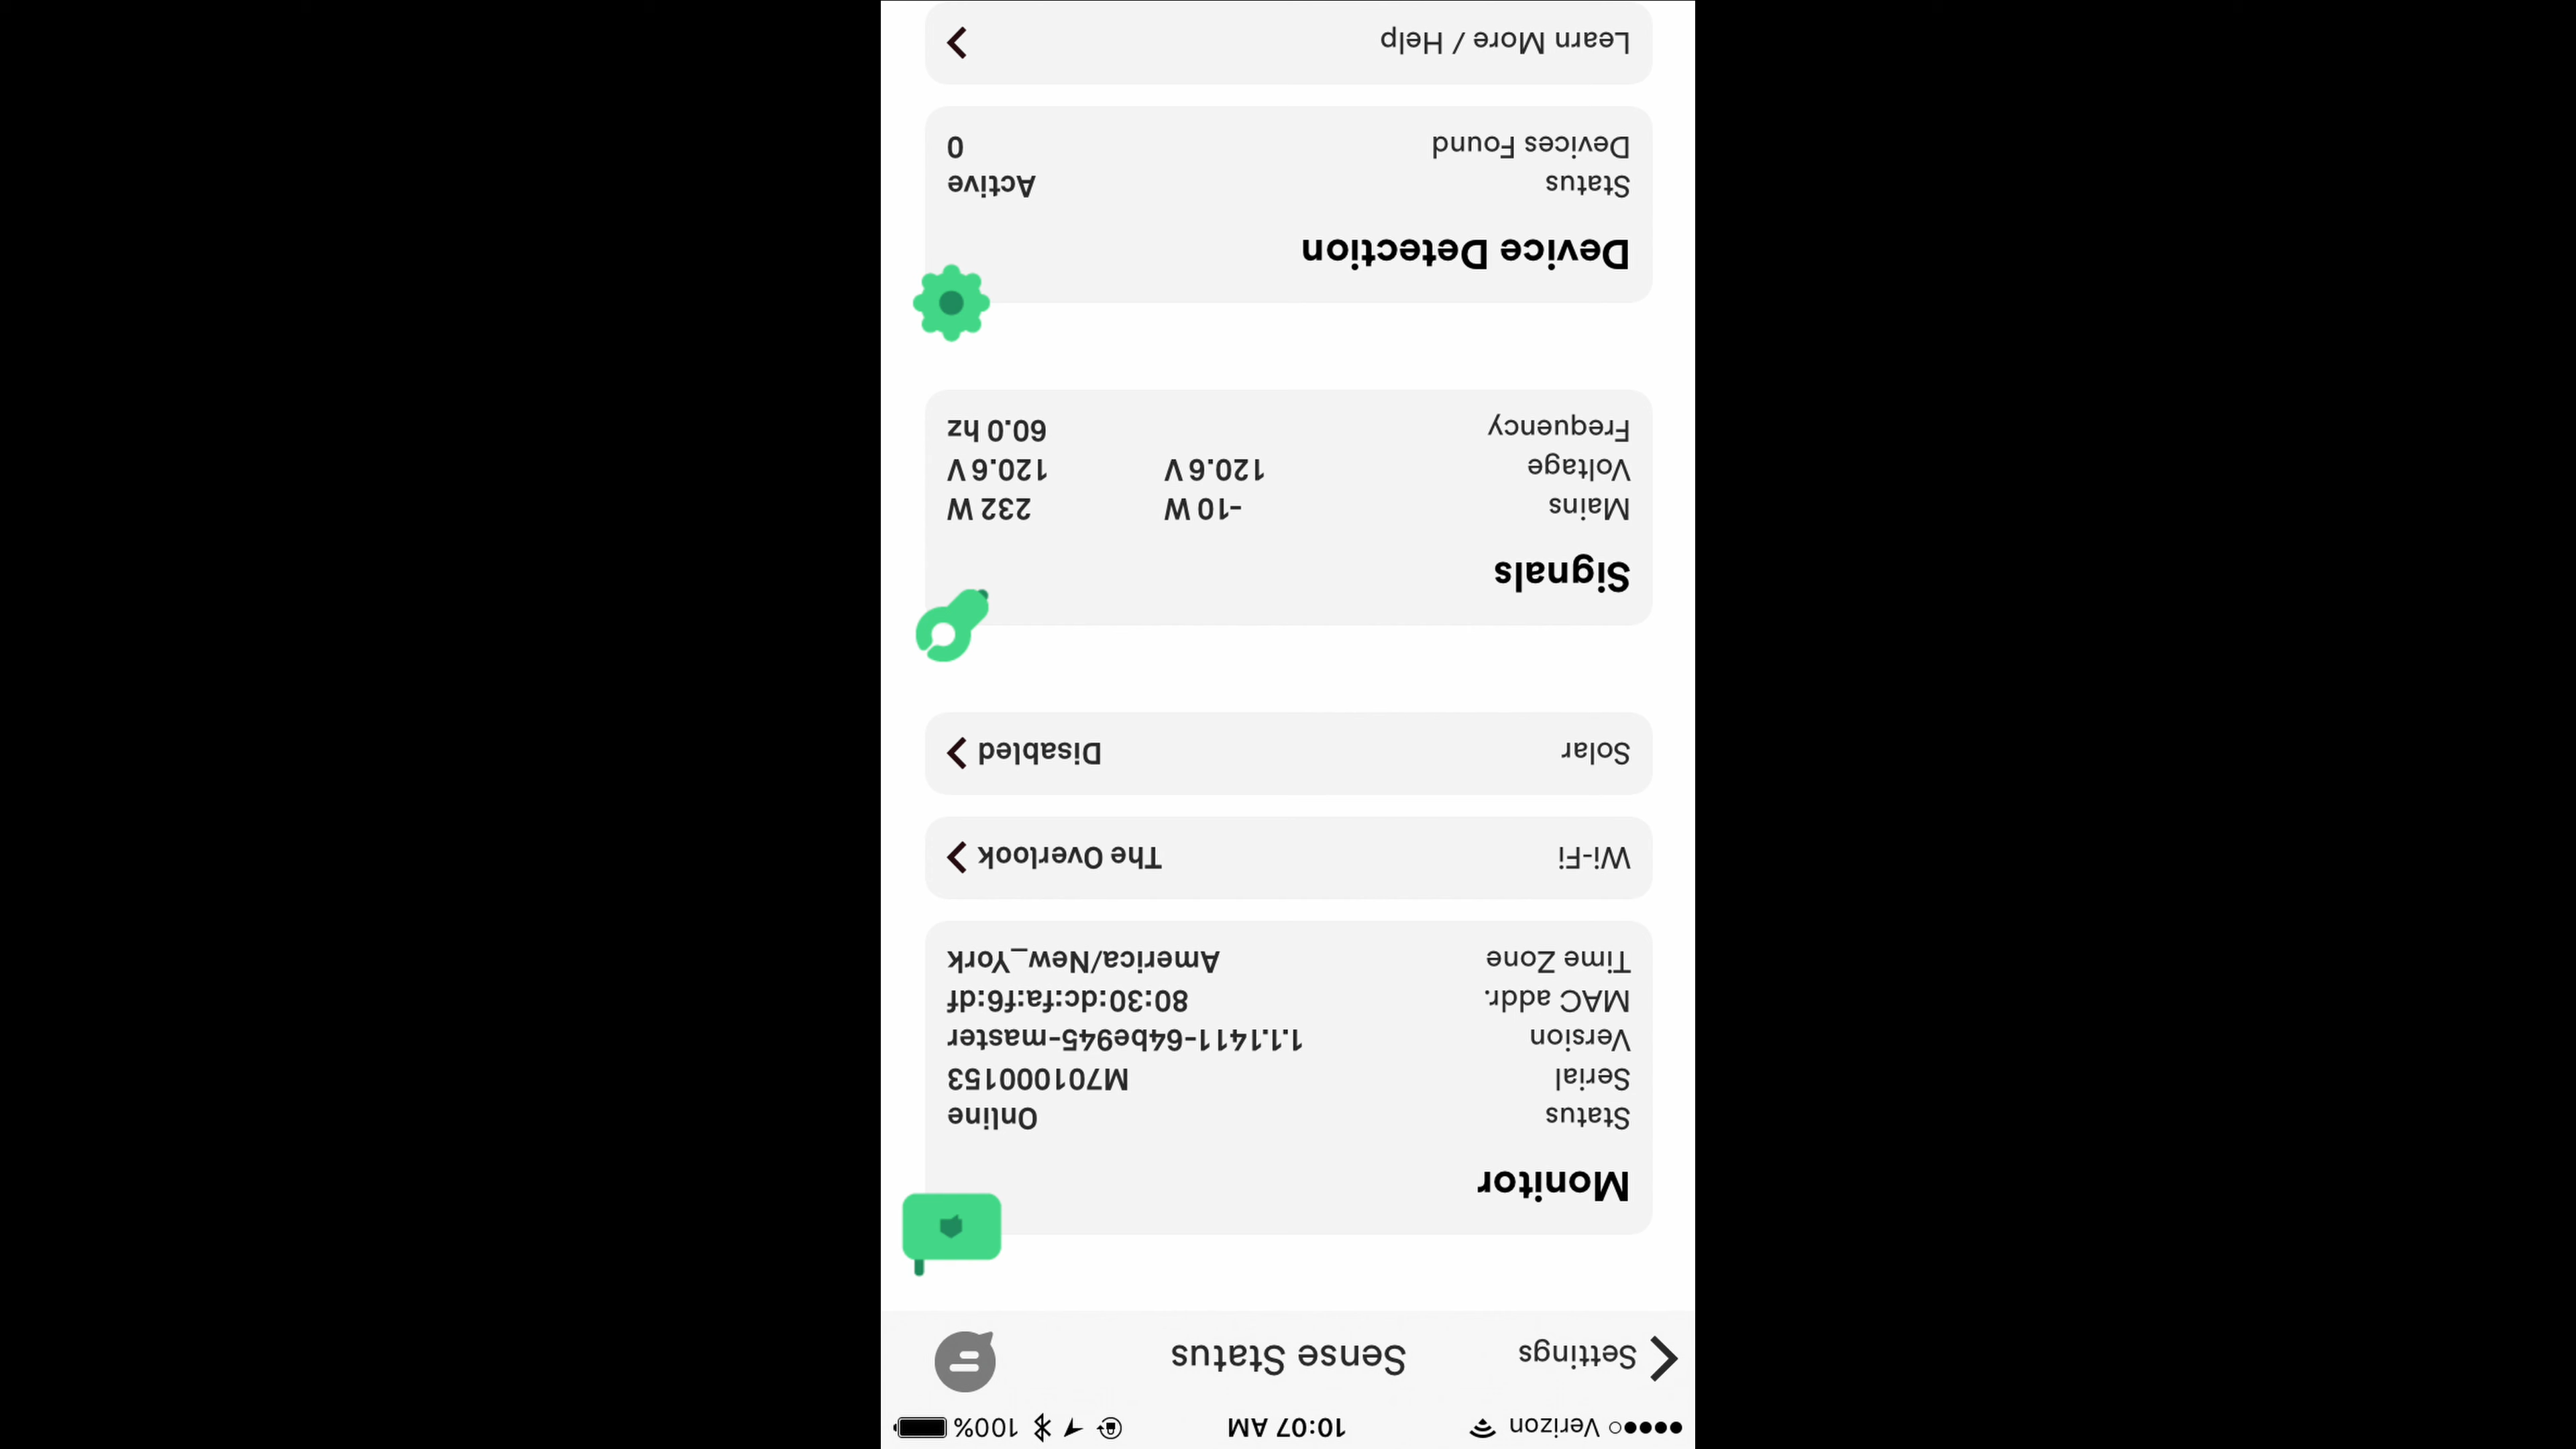 Verizon 10:07 AM 100%
Settings Sense Status
Monitor
Status Online
Serial M701000153
Version 1.1.1411-64be945-master
MAC addr. 80:30:dc:fa:f6:df
Time Zone America/New_York
Wi-Fi The Overlook
Solar Disabled
Signals
Mains -10 W 232 W
Voltage 120.6 V 120.6 V
Frequency 60.0 hz
Device Detection
Status Active
Devices Found 0
Learn More / Help